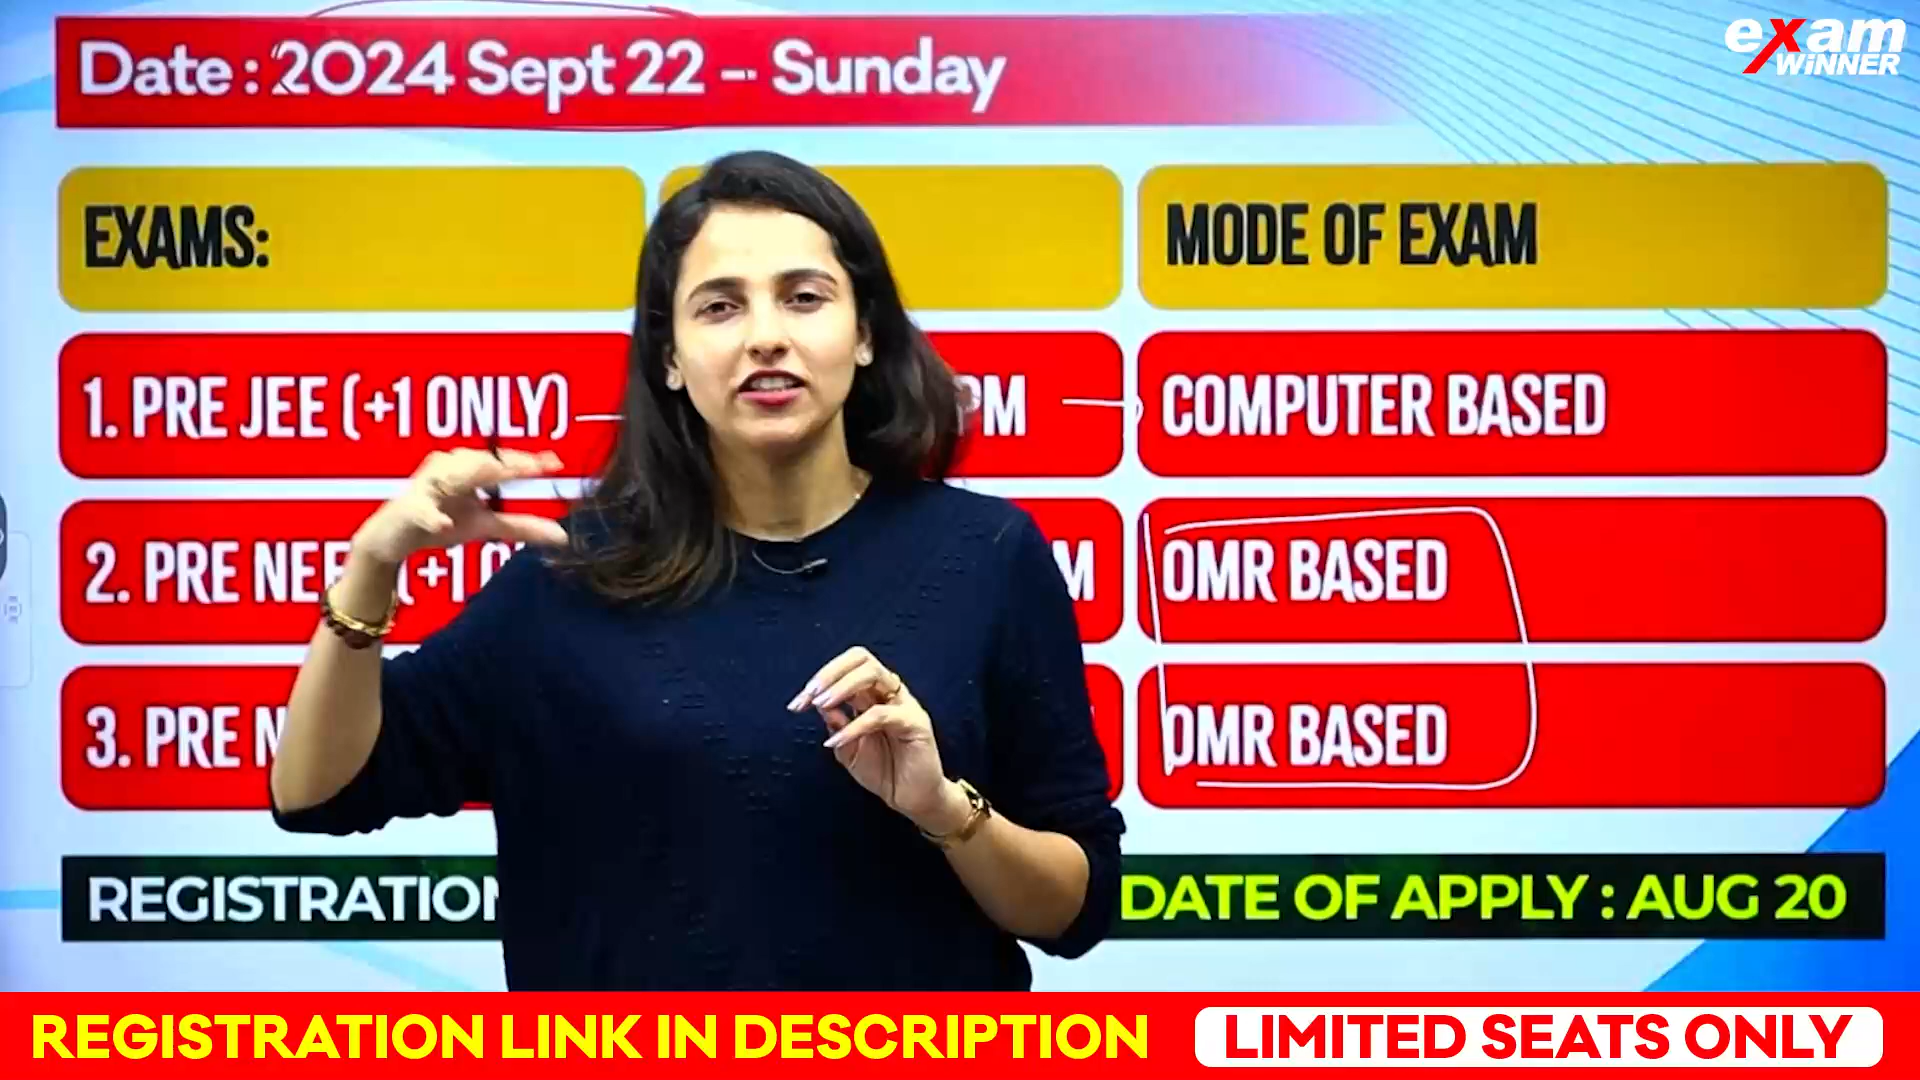 exam
WiNNER
Date : 2024 Sept 22 -- Sunday
EXAMS:
MODE OF EXAM
1. PRE JEE (+1 ONLY)
PM
COMPUTER BASED
2. PRE (+1
OMR BASED
3. PRE
OMR BASED
DATE OF APPLY : AUG 20
REGISTRATION LINK IN DESCRIPTION
LIMITED SEATS ONLY